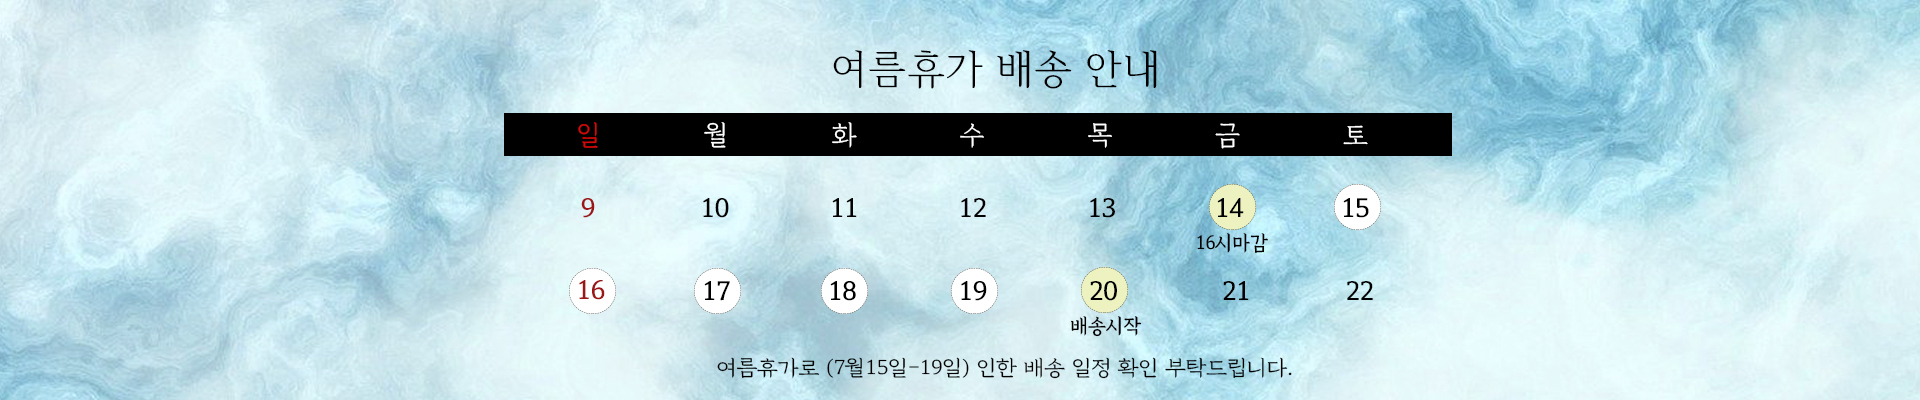 여름휴가 배송 안내
일 월 화 수 목 금 토
9 10 11 12 13 14 15
16시마감
16 17 18 19 20 21 22
배송시작
여름휴가로 (7월15일-19일) 인한 배송 일정 확인 부탁드립니다.